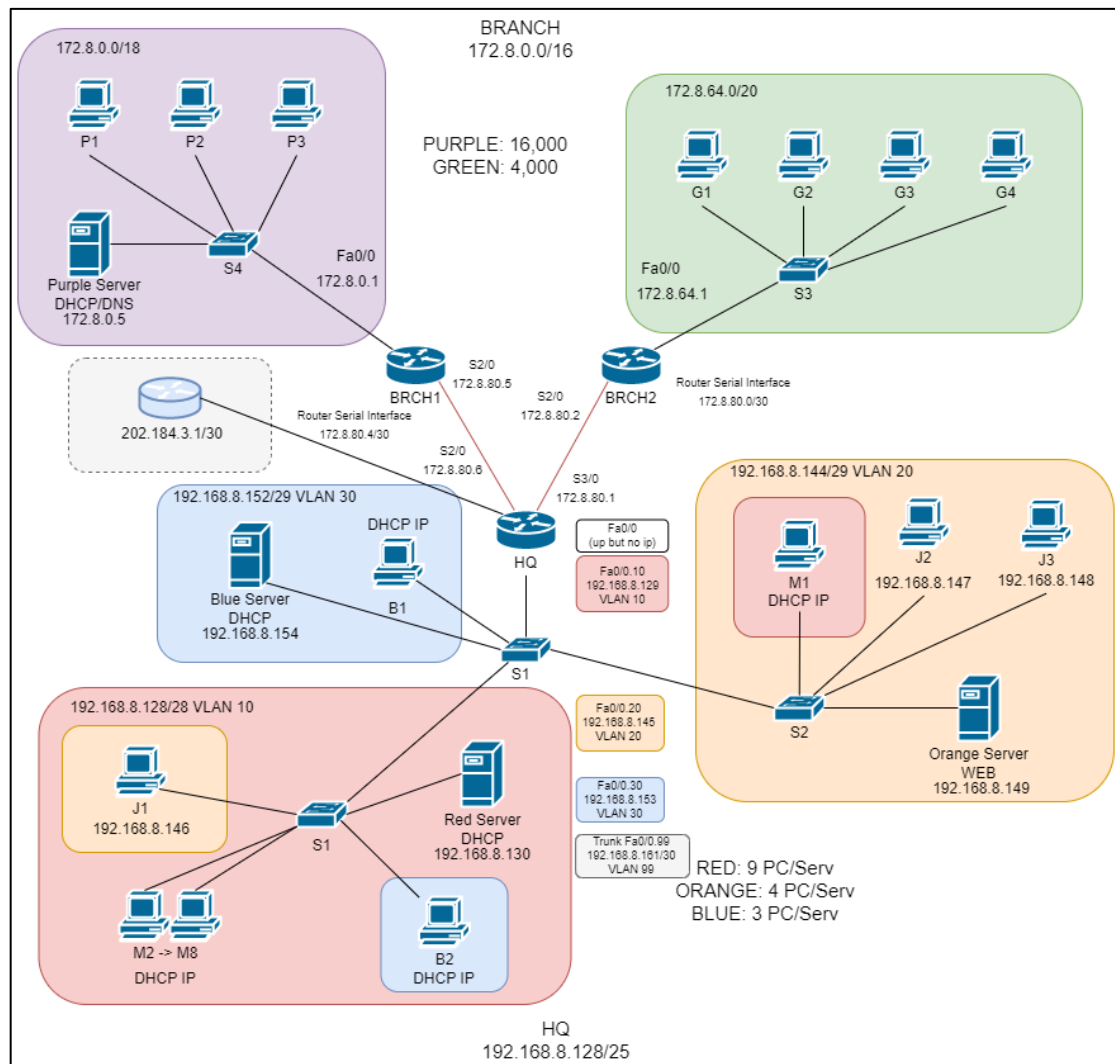 BRANCH
172.8.0.0/16
172.8.0.0/18
P1
P2
P3
Purple Server
DHCP/DNS
172.8.0.5
S4
Fa0/0
172.8.0.1
PURPLE: 16,000
GREEN: 4,000
172.8.64.0/20
G1
G2
G3
G4
Fa0/0
172.8.64.1
S3
BRCH1
S2/0
172.8.80.5
BRCH2
Router Serial Interface
172.8.80.0/30
S2/0
172.8.80.2
202.184.3.1/30
Router Serial Interface
172.8.80.4/30
S2/0
172.8.80.6
S3/0
172.8.80.1
HQ
Fa0/0
(up but no ip)
Fa0/0.10
192.168.8.129
VLAN 10
192.168.8.152/29 VLAN 30
DHCP IP
B1
Blue Server
DHCP
192.168.8.154
S1
192.168.8.144/29 VLAN 20
M1
DHCP IP
J2
192.168.8.147
J3
192.168.8.148
S2
Orange Server
WEB
192.168.8.149
192.168.8.128/28 VLAN 10
J1
192.168.8.146
S1
Red Server
DHCP
192.168.8.130
M2 -> M8
DHCP IP
B2
DHCP IP
Fa0/0.20
192.168.8.145
VLAN 20
Fa0/0.30
192.168.8.153
VLAN 30
Trunk Fa0/0.99
192.168.8.161/30
VLAN 99
RED: 9 PC/Serv
ORANGE: 4 PC/Serv
BLUE: 3 PC/Serv
HQ
192.168.8.128/25